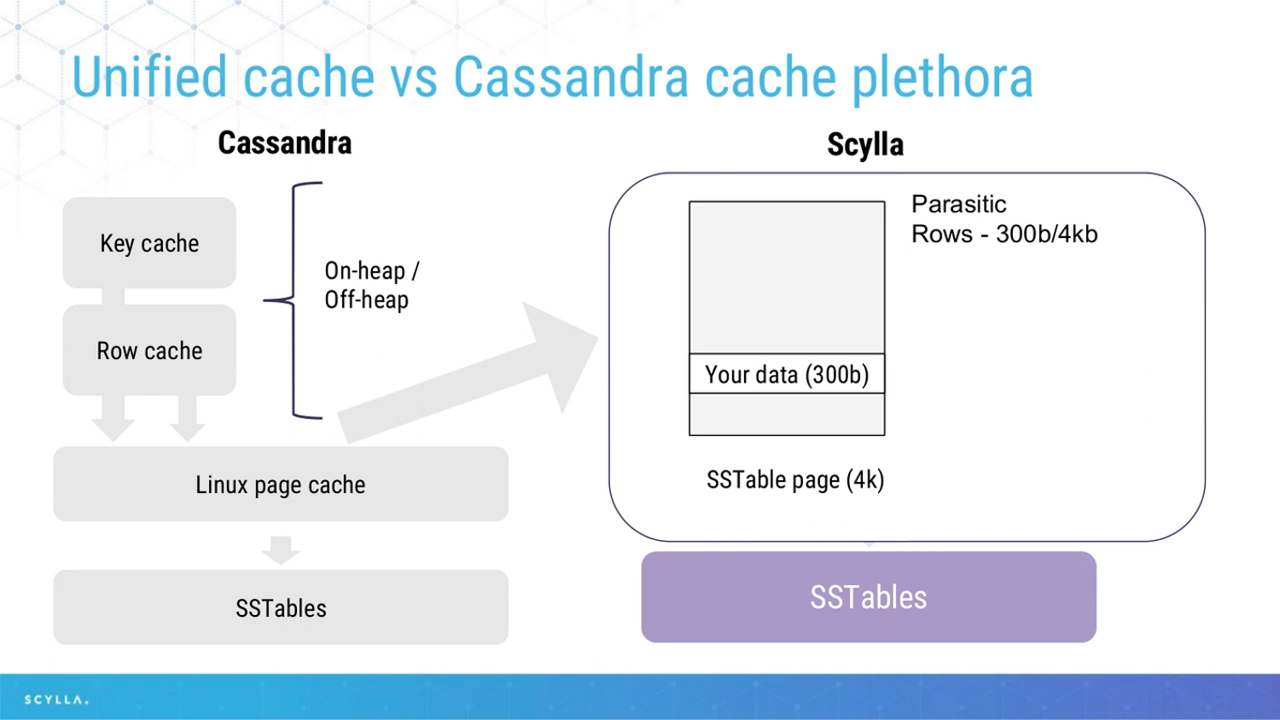 Unified cache vs Cassandra cache plethora
Cassandra
Key cache
Row cache
On-heap /
Off-heap
Linux page cache
SSTables
Scylla
Parasitic
Rows - 300b/4kb
Your data (300b)
SSTable page (4k)
SSTables
SCYLLA.